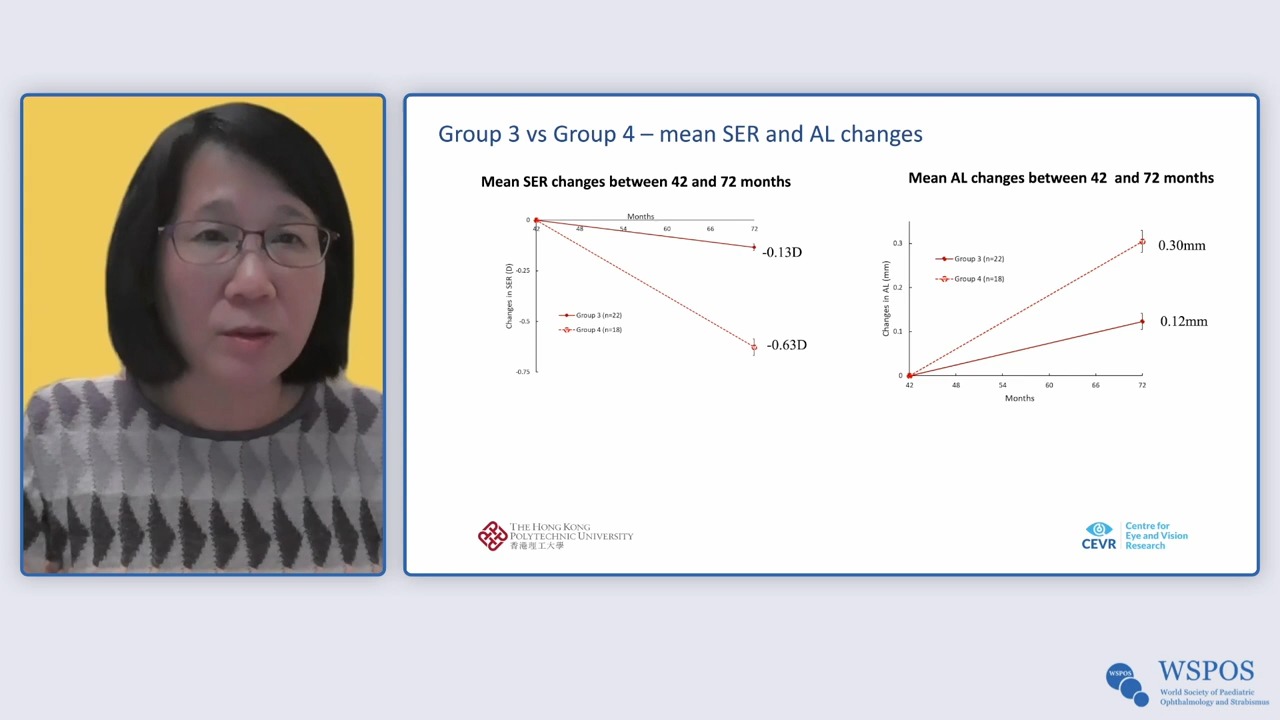 Group 3 vs Group 4 – mean SER and AL changes
Mean SER changes between 42 and 72 months
Months
0
42
48
54
60
66
72
-0.13D
-0.25
Changes in SER (D)
-0.5
Group 3 (n=22)
Group 4 (n=18)
-0.63D
-0.75
Mean AL changes between 42 and 72 months
0.3
0.30mm
Group 3 (n=22)
Group 4 (n=18)
Changes in AL (mm)
0.2
0.1
0.12mm
0
42
48
54
60
66
72
Months
THE HONG KONG
POLYTECHNIC UNIVERSITY
香港理工大學
CEVR
Centre for
Eye and Vision
Research
WSPOS
WSPOS
World Society of Paediatric
Ophthalmology and Strabismus